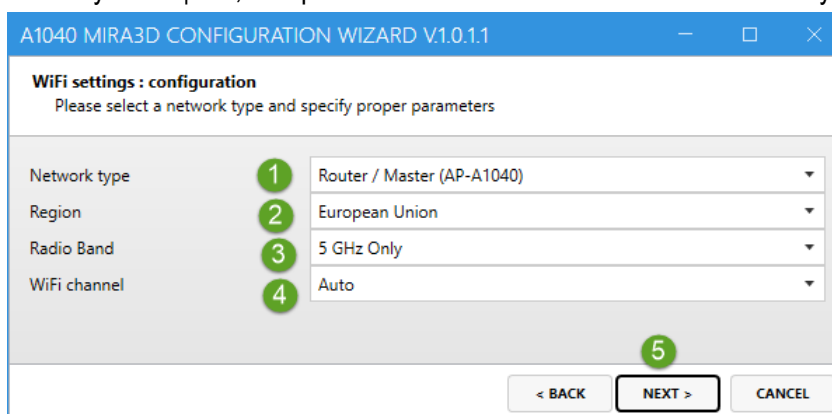 A1040 MIRA3D CONFIGURATION WIZARD V.1.0.1.1
WiFi settings : configuration
Please select a network type and specify proper parameters
Network type 1 Router / Master (AP-A1040)
Region 2 European Union
Radio Band 3 5 GHz Only
WiFi channel 4 Auto
5
< BACK NEXT > CANCEL